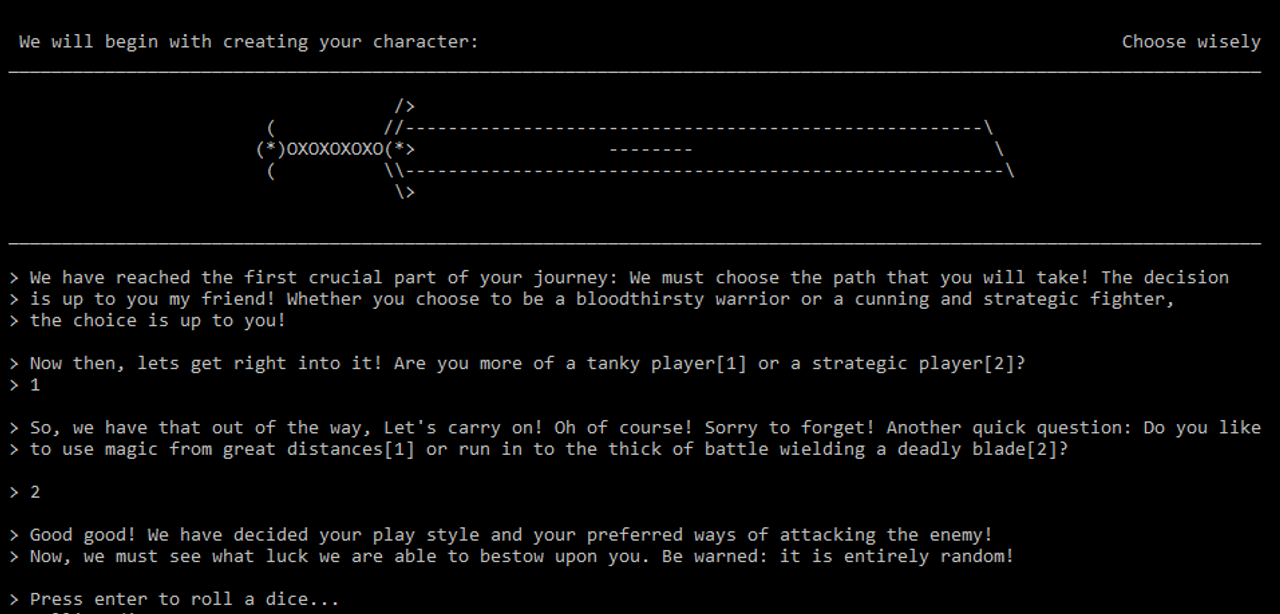 We will begin with creating your character: Choose wisely
/>
( //------------------------------------------------------\
(*)OXOXOXOXO(*> -------- \
( \\--------------------------------------------------------\
\>
> We have reached the first crucial part of your journey: We must choose the path that you will take! The decision
> is up to you my friend! Whether you choose to be a bloodthirsty warrior or a cunning and strategic fighter,
> the choice is up to you!
> Now then, lets get right into it! Are you more of a tanky player[1] or a strategic player[2]?
> 1
> So, we have that out of the way, Let's carry on! Oh of course! Sorry to forget! Another quick question: Do you like
> to use magic from great distances[1] or run in to the thick of battle wielding a deadly blade[2]?
> 2
> Good good! We have decided your play style and your preferred ways of attacking the enemy!
> Now, we must see what luck we are able to bestow upon you. Be warned: it is entirely random!
> Press enter to roll a dice...